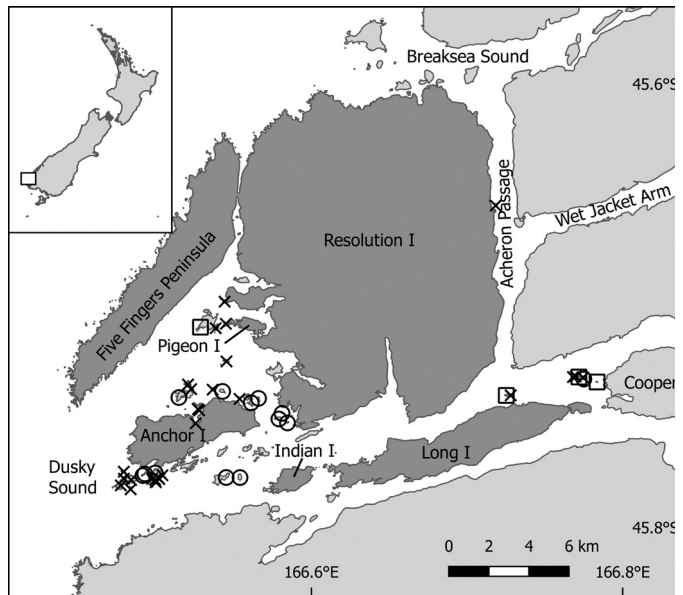 Breaksea Sound
45.6°S
Acheron Passage
Wet Jacket Arm
Resolution I
Five Fingers Peninsula
Pigeon I
Cooper
Anchor I
Indian I
Long I
Dusky
Sound
45.8°S
0 2 4 6 km
166.6°E
166.8°E